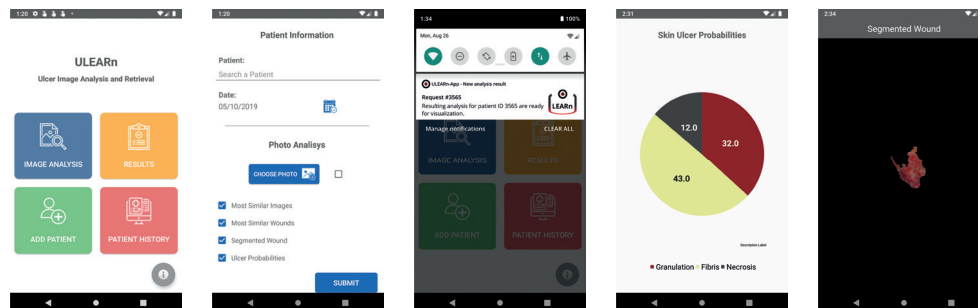 1:20
ULEARn
Ulcer Image Analysis and Retrieval
IMAGE ANALYSIS
RESULTS
ADD PATIENT
PATIENT HISTORY
1:20
Patient Information
Patient:
Search a Patient
Date:
05/10/2019
Photo Analisys
CHOOSE PHOTO
Most Similar Images
Most Similar Wounds
Segmented Wound
Ulcer Probabilities
SUBMIT
1:34
100%
Mon, Aug 26
ULEARn-App - New analysis result
Request #3565
Resulting analysis for patient ID 3565 are ready
for visualization.
LEARn
Manage notifications
CLEAR ALL
IMAGE ANALYSIS
RESULTS
ADD PATIENT
PATIENT HISTORY
2:31
Skin Ulcer Probabilities
12.0
32.0
43.0
Description Label
Granulation Fibris Necrosis
2:34
Segmented Wound